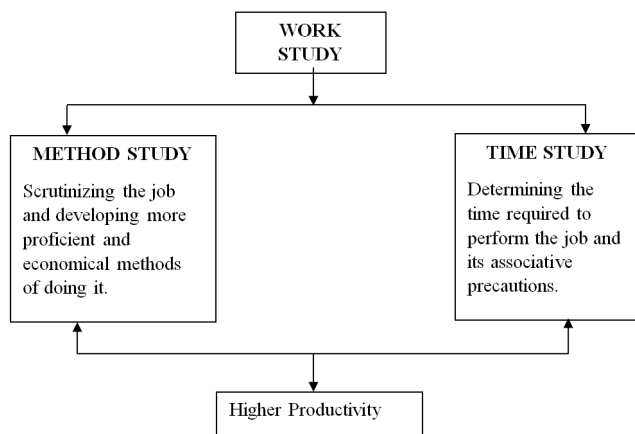 WORK
STUDY
METHOD STUDY
Scrutinizing the job
and developing more
proficient and
economical methods
of doing it.
TIME STUDY
Determining the
time required to
perform the job and
its associative
precautions.
Higher Productivity